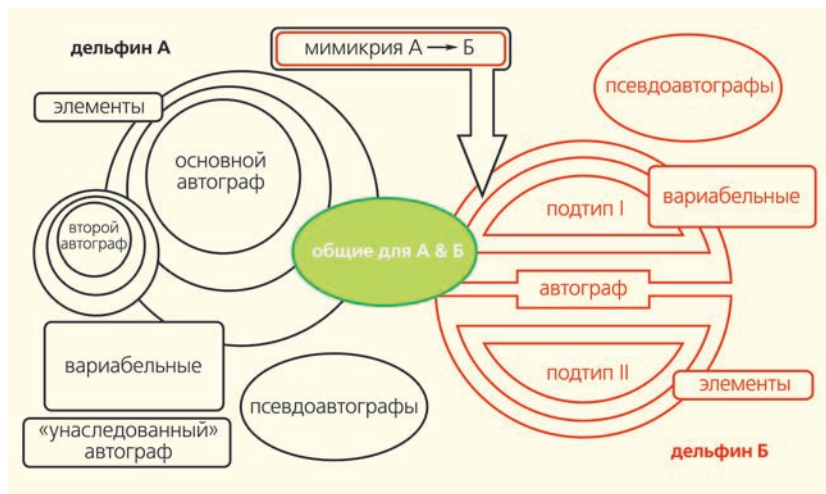 дельфин А
мимикрия А → Б
псевдоавтографы
элементы
основной
автограф
вариабельные
подтип I
второй
автограф
общие для А & Б
автограф
вариабельные
подтип II
элементы
псевдоавтографы
«унаследованный»
автограф
дельфин Б